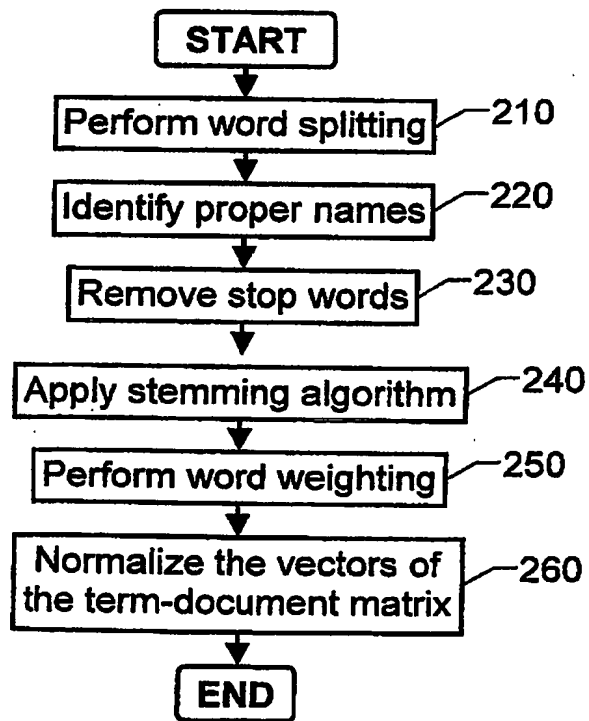 START
Perform word splitting
210
Identify proper names
220
Remove stop words
230
Apply stemming algorithm
240
Perform word weighting
250
Normalize the vectors of
the term-document matrix
260
END